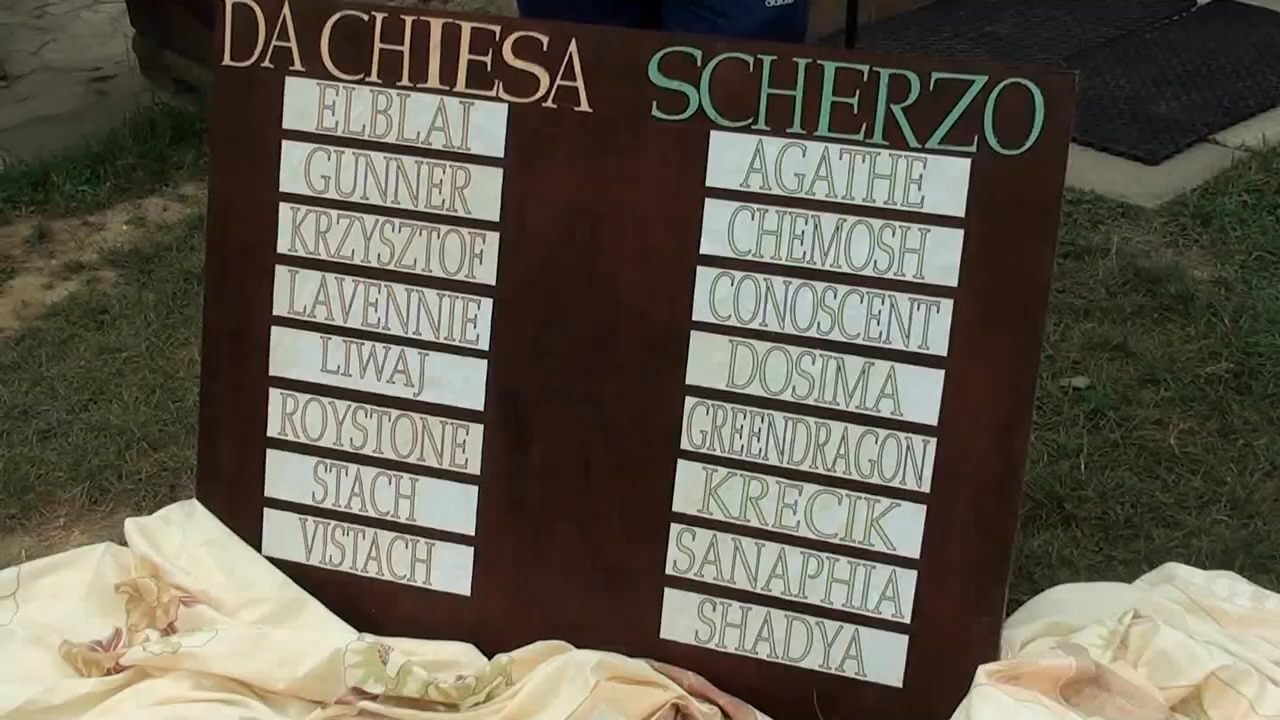 adidas
DA CHIESA
ELBLAI
GUNNER
KRZYSZTOF
LAVENNIE
LIWAJ
ROYSTONE
STACH
VISTACH
SCHERZO
AGATHE
CHEMOSH
CONOSCENT
DOSIMA
GREENDRAGON
KRECIK
SANAPHIA
SHADYA